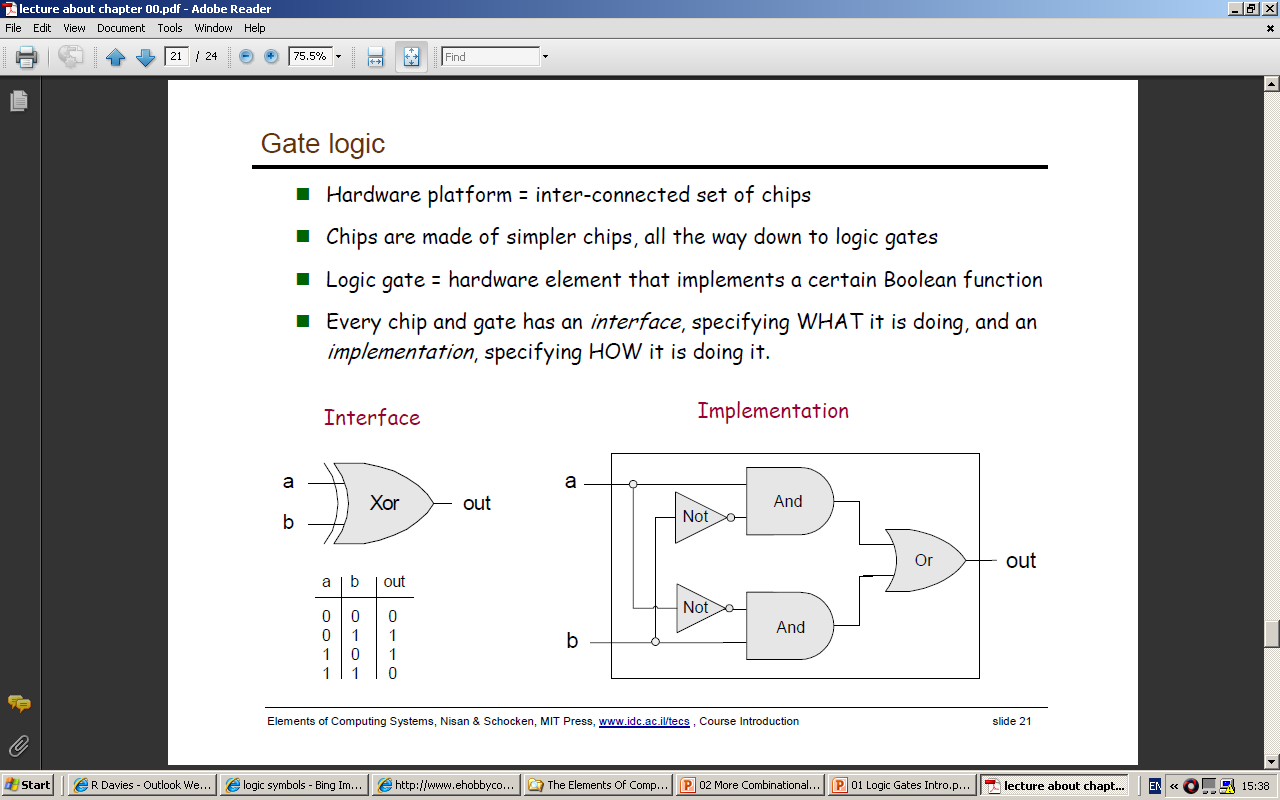 lecture about chapter 00.pdf - Adobe Reader
File Edit View Document Tools Window Help
21 / 24 75.5% Find
Gate logic
Hardware platform = inter-connected set of chips
Chips are made of simpler chips, all the way down to logic gates
Logic gate = hardware element that implements a certain Boolean function
Every chip and gate has an interface, specifying WHAT it is doing, and an
implementation, specifying HOW it is doing it.
Interface
a
b
Xor
out
a b out
0 0 0
0 1 1
1 0 1
1 1 0
Implementation
a
And
Not
Or
out
Not
And
b
Elements of Computing Systems, Nisan & Schocken, MIT Press, www.idc.ac.il/tecs , Course Introduction slide 21
Start R Davies - Outlook We... logic symbols - Bing Im... http://www.ehobbyco... The Elements Of Comp... 02 More Combinational... 01 Logic Gates Intro.p... lecture about chapt... EN « 15:38